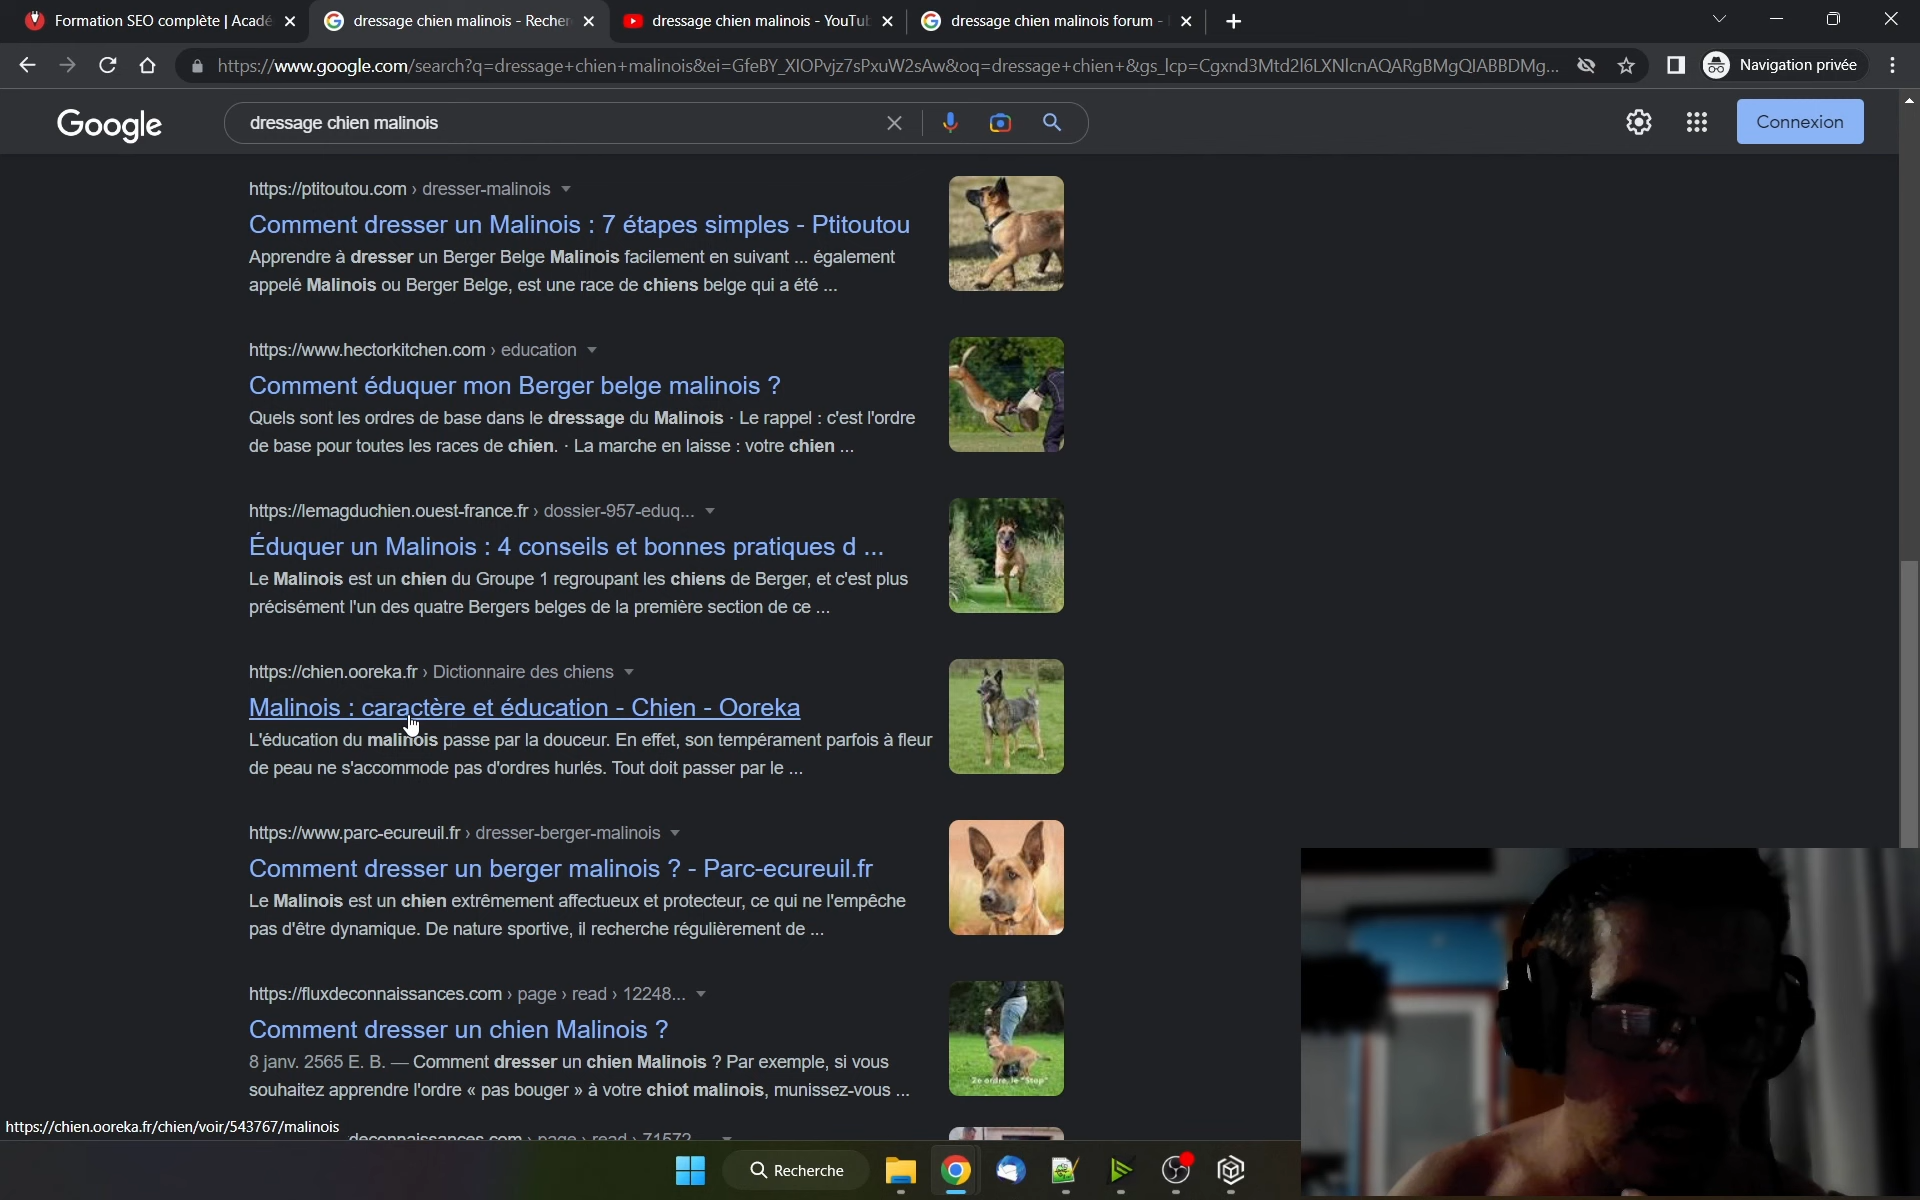 Formation SEO complète | Acadé
dressage chien malinois - Recher
dressage chien malinois - YouTu
dressage chien malinois forum -
https://www.google.com/search?q=dressage+chien+malinois&ei=GfeBY_XIOPvjz7sPxuW2sAw&oq=dressage+chien+&gs_lcp=Cgxnd3Mtd2l6LXNlcnAQARgBMgQIABBDMg...
Navigation privée
Google
dressage chien malinois
Connexion
https://ptitoutou.com › dresser-malinois
Comment dresser un Malinois : 7 étapes simples - Ptitoutou
Apprendre à dresser un Berger Belge Malinois facilement en suivant ... également
appelé Malinois ou Berger Belge, est une race de chiens belge qui a été ...
https://www.hectorkitchen.com › education
Comment éduquer mon Berger belge malinois ?
Quels sont les ordres de base dans le dressage du Malinois · Le rappel : c'est l'ordre
de base pour toutes les races de chien. · La marche en laisse : votre chien ...
https://lemagduchien.ouest-france.fr › dossier-957-eduq...
Éduquer un Malinois : 4 conseils et bonnes pratiques d ...
Le Malinois est un chien du Groupe 1 regroupant les chiens de Berger, et c'est plus
précisément l'un des quatre Bergers belges de la première section de ce ...
https://chien.ooreka.fr › Dictionnaire des chiens
Malinois : caractère et éducation - Chien - Ooreka
L'éducation du malinois passe par la douceur. En effet, son tempérament parfois à fleur
de peau ne s'accommode pas d'ordres hurlés. Tout doit passer par le ...
https://www.parc-ecureuil.fr › dresser-berger-malinois
Comment dresser un berger malinois ? - Parc-ecureuil.fr
Le Malinois est un chien extrêmement affectueux et protecteur, ce qui ne l'empêche
pas d'être dynamique. De nature sportive, il recherche régulièrement de ...
https://fluxdeconnaissances.com › page › read › 12248...
Comment dresser un chien Malinois ?
8 janv. 2565 E. B. — Comment dresser un chien Malinois ? Par exemple, si vous
souhaitez apprendre l'ordre « pas bouger » à votre chiot malinois, munissez-vous ...
2e ordre, le "Stop"
https://chien.ooreka.fr/chien/voir/543767/malinois
deconnaissances.com › page › read › 71572
Recherche